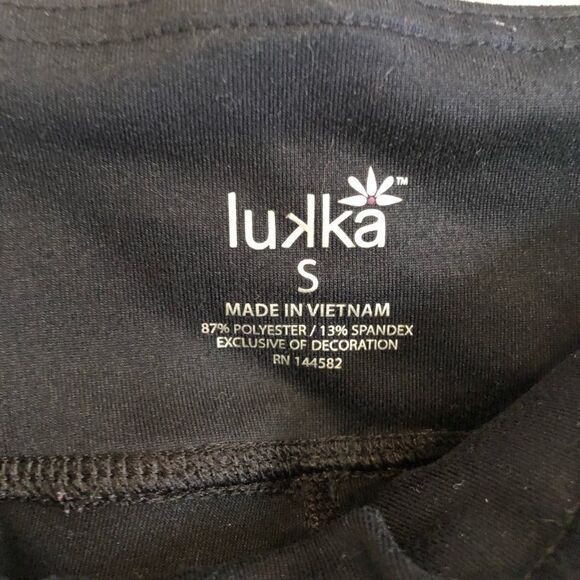 lukka™
S
MADE IN VIETNAM
87% POLYESTER / 13% SPANDEX
EXCLUSIVE OF DECORATION
RN 144582